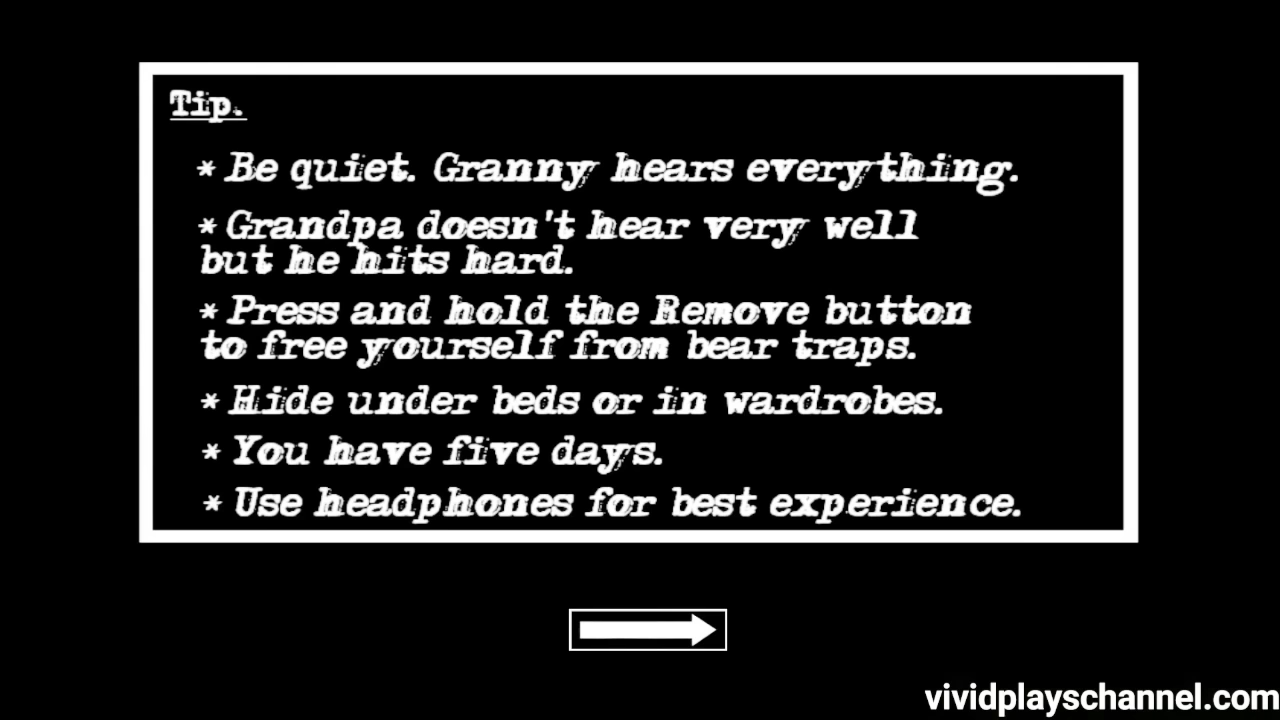 Tip.
* Be quiet. Granny hears everything.
* Grandpa doesn't hear very well
but he hits hard.
* Press and hold the Remove button
to free yourself from bear traps.
* Hide under beds or in wardrobes.
* You have five days.
* Use headphones for best experience.
vividplayschannel.com